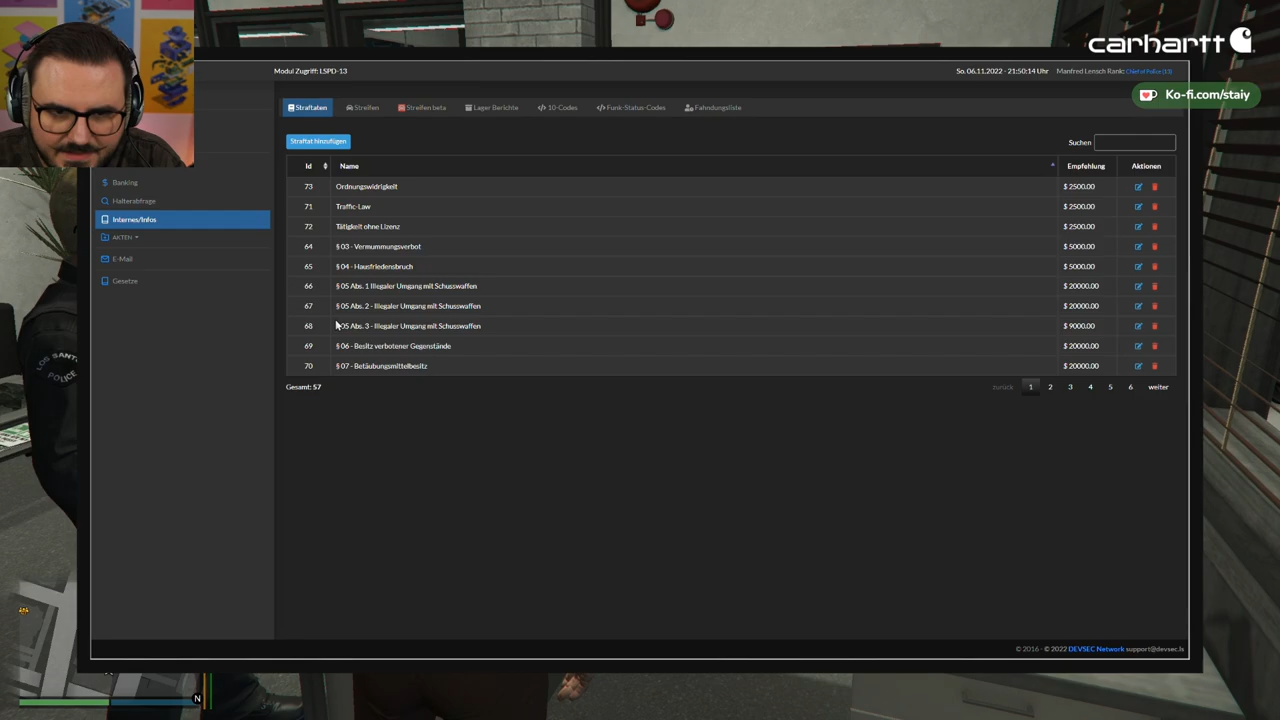 carhartt
Ko-fi.com/staiy
Modul Zugriff: LSPD-13
So. 06.11.2022 - 21:50:14 Uhr Manfred Lensch Rank: Chief of Police (13)
Straftaten Streifen Streifen beta Lager Berichte 10-Codes Funk-Status-Codes Fahndungsliste
Straftat hinzufügen
Suchen
Id Name Empfehlung Aktionen
73 Ordnungswidrigkeit $ 2500.00
71 Traffic-Law $ 2500.00
72 Tätigkeit ohne Lizenz $ 2500.00
64 § 03 - Vermummungsverbot $ 5000.00
65 § 04 - Hausfriedensbruch $ 5000.00
66 § 05 Abs. 1 Illegaler Umgang mit Schusswaffen $ 20000.00
67 § 05 Abs. 2 - Illegaler Umgang mit Schusswaffen $ 20000.00
68 05 Abs. 3 - Illegaler Umgang mit Schusswaffen $ 9000.00
69 § 06 - Besitz verbotener Gegenstände $ 20000.00
70 § 07 - Betäubungsmittelbesitz $ 20000.00
Gesamt: 57
zurück 1 2 3 4 5 6 weiter
Banking
Halterabfrage
Internes/Infos
AKTEN
E-Mail
Gesetze
LOS SANT
POLICE
N
© 2016 - © 2022 DEVSEC Network support@devsec.ls